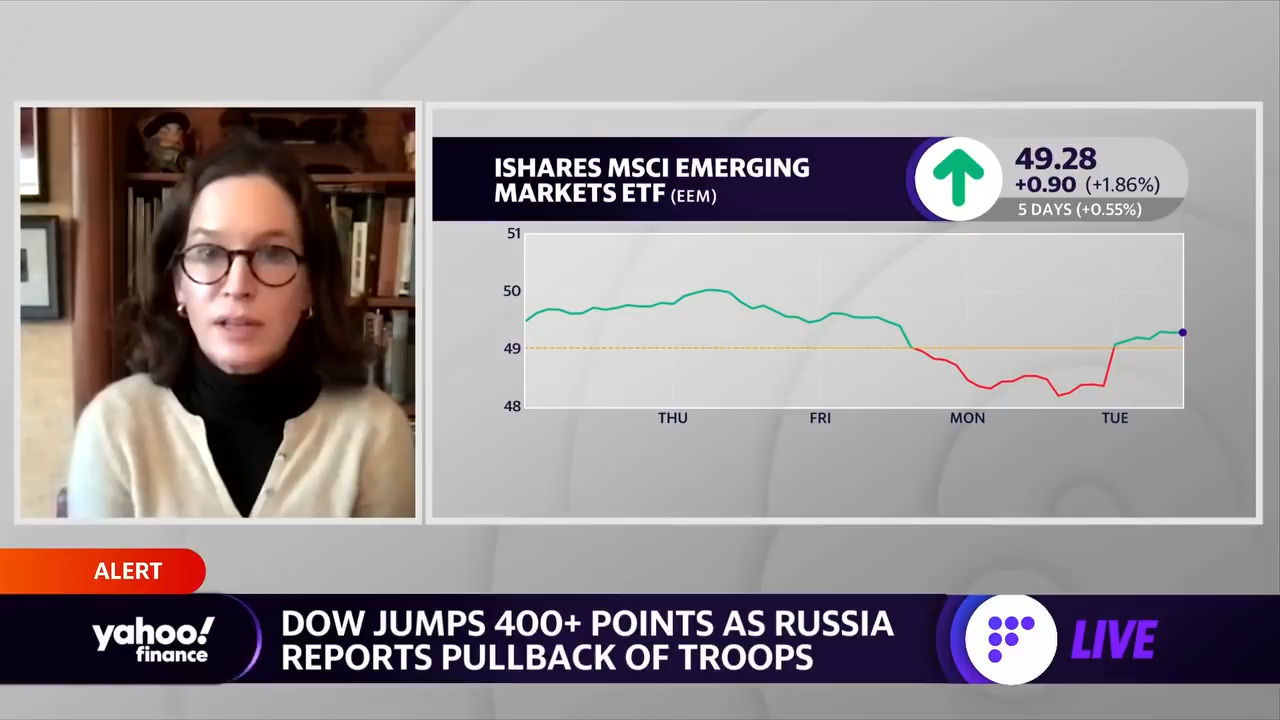 ISHARES MSCI EMERGING
MARKETS ETF (EEM)
49.28
+0.90 (+1.86%)
5 DAYS (+0.55%)
51
50
49
48
THU
FRI
MON
TUE
ALERT
yahoo!
finance
DOW JUMPS 400+ POINTS AS RUSSIA
REPORTS PULLBACK OF TROOPS
LIVE